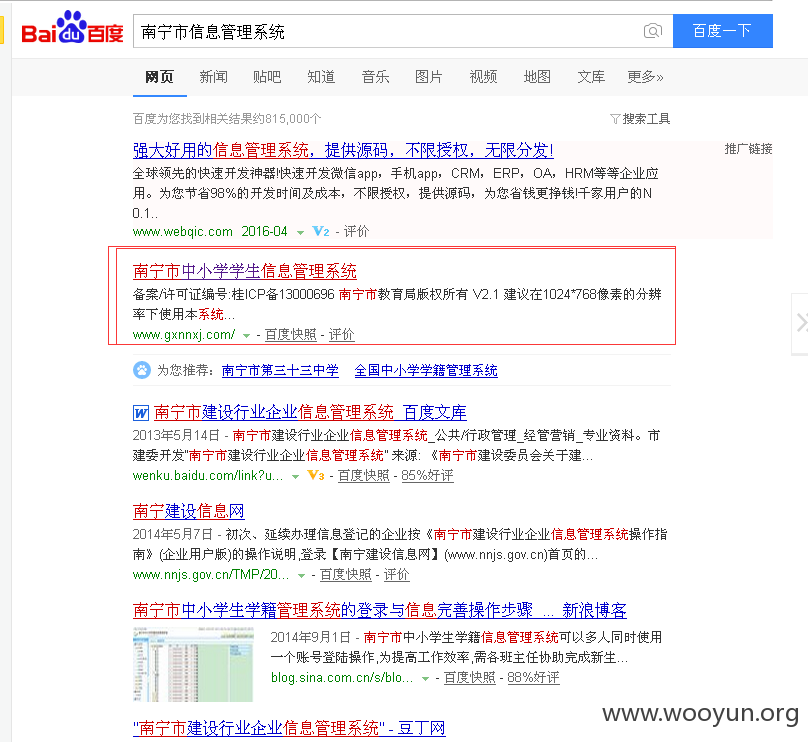 Bai du 百度
南宁市信息管理系统
百度一下
网页 新闻 贴吧 知道 音乐 图片 视频 地图 文库 更多»
百度为您找到相关结果约815,000个 搜索工具
强大好用的信息管理系统，提供源码，不限授权，无限分发! 推广链接
全球领先的快速开发神器!快速开发微信app，手机app，CRM，ERP，OA，HRM等等企业应
用。为您节省98%的开发时间及成本，不限授权，提供源码，为您省钱更挣钱!千家用户的N
0.1..
www.webqic.com 2016-04 V2 - 评价
南宁市中小学学生信息管理系统
备案/许可证编号:桂ICP备13000696 南宁市教育局版权所有 V2.1 建议在1024*768像素的分辨
率下使用本系统...
www.gxnnxj.com/ - 百度快照 - 评价
为您推荐: 南宁市第三十三中学 全国中小学学籍管理系统
W 南宁市建设行业企业信息管理系统_百度文库
2013年5月14日 - 南宁市建设行业企业信息管理系统_公共/行政管理_经管营销_专业资料。市
建委开发"南宁市建设行业企业信息管理系统" 来源: 《南宁市建设委员会关于建...
wenku.baidu.com/link?u... V3 - 百度快照 - 85%好评
南宁建设信息网
2014年5月7日 - 初次、延续办理信息登记的企业按《南宁市建设行业企业信息管理系统操作指
南》(企业用户版)的操作说明,登录【南宁建设信息网】(www.nnjs.gov.cn)首页的...
www.nnjs.gov.cn/TMP/20... - 百度快照 - 评价
南宁市中小学生学籍管理系统的登录与信息完善操作步骤 ... 新浪博客
2014年9月1日 - 南宁市中小学生学籍信息管理系统可以多人同时使用
一个账号登陆操作,为提高工作效率,需各班主任协助完成新生...
blog.sina.com.cn/s/blo... - 百度快照 - 88%好评
"南宁市建设行业企业信息管理系统" - 豆丁网
www.wooyun.org